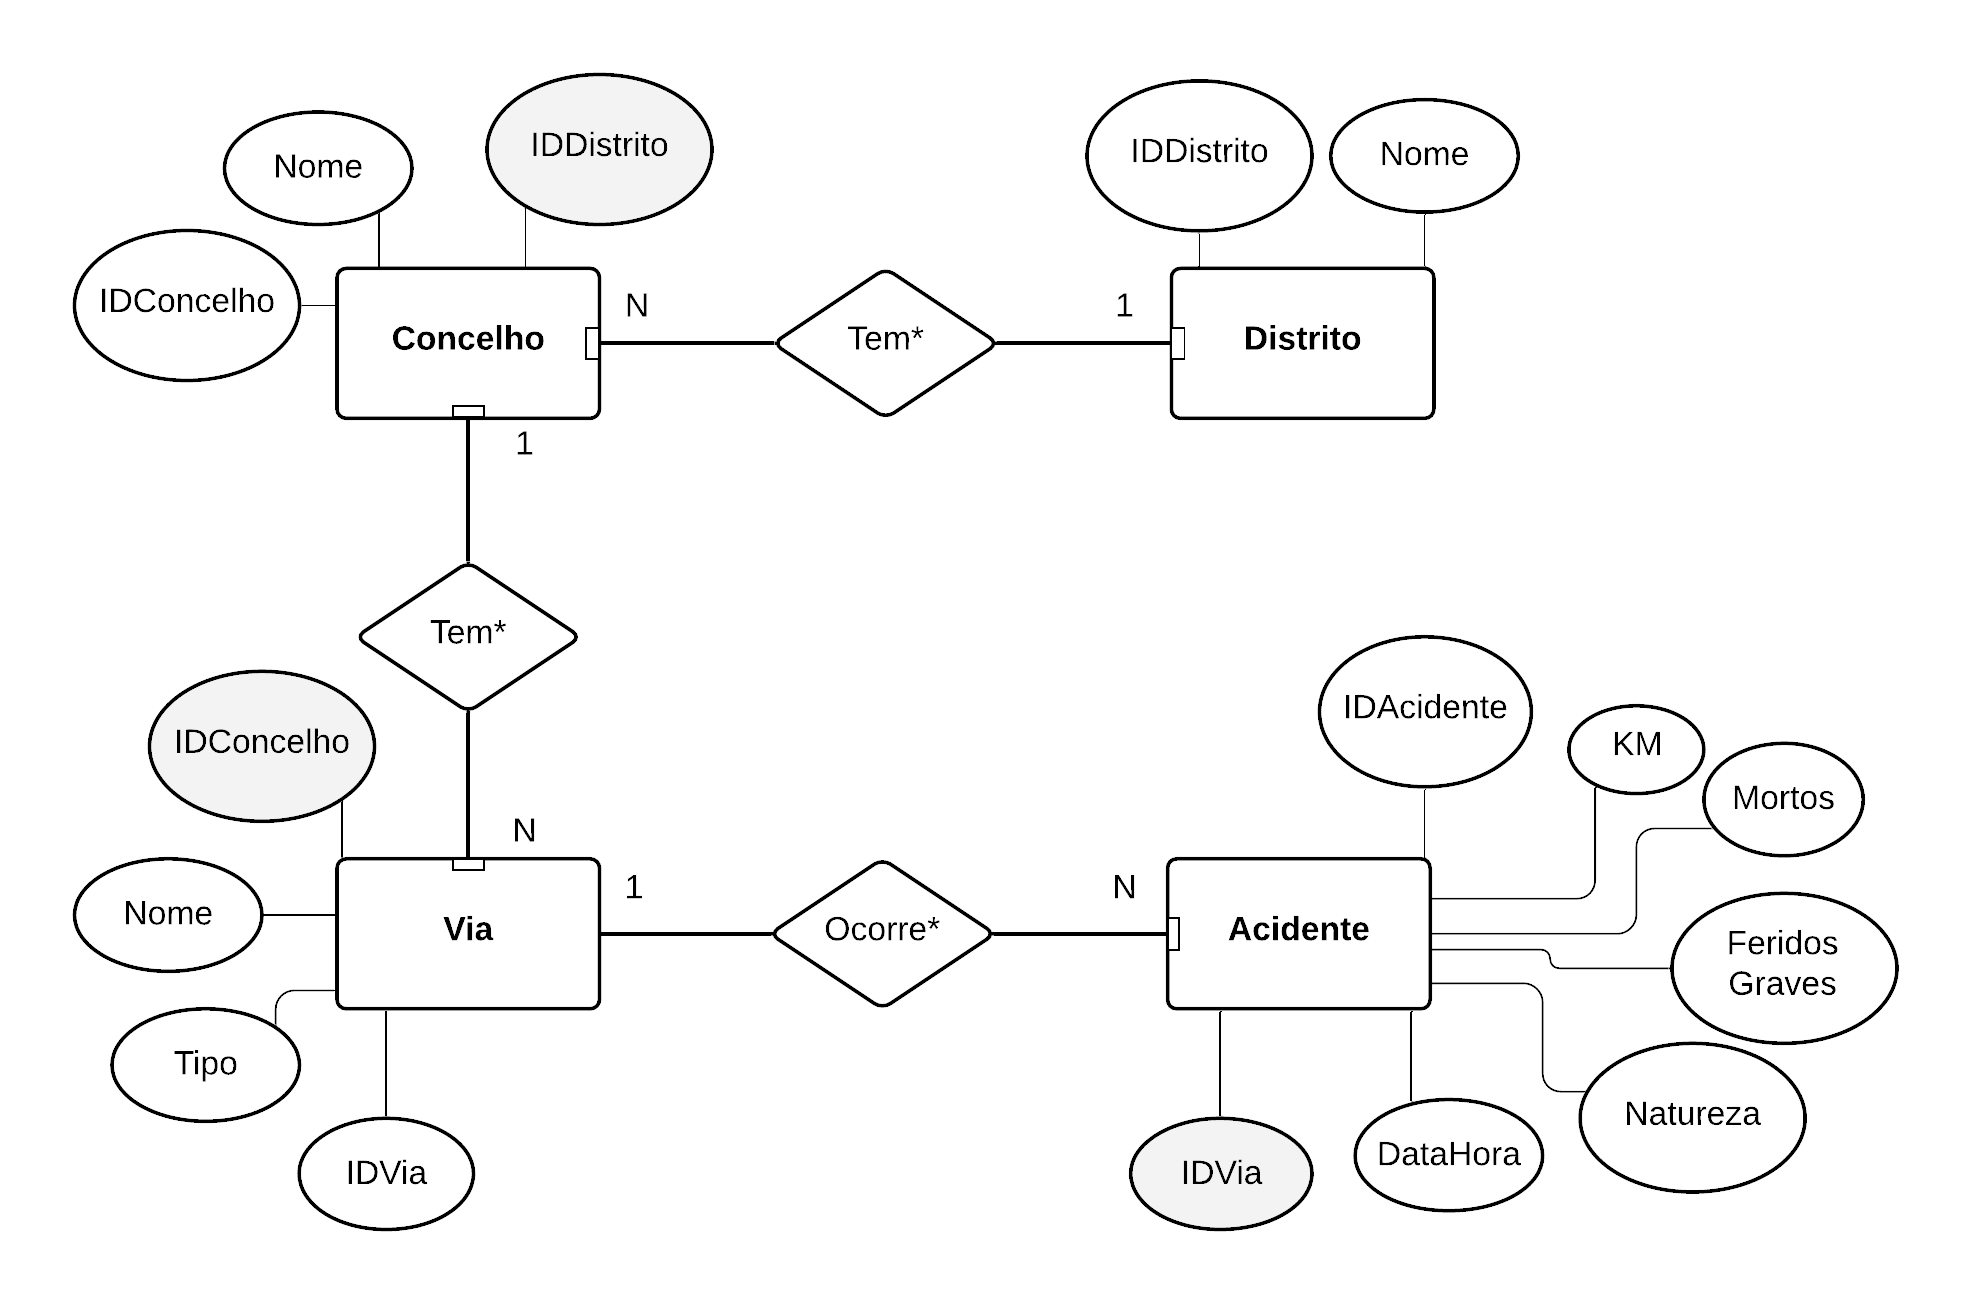 IDDistrito
Nome
IDDistrito
Nome
IDConcelho
N
1
Concelho
Tem*
Distrito
1
Tem*
IDAcidente
IDConcelho
KM
Mortos
N
1
N
Nome
Via
Ocorre*
Acidente
Feridos
Graves
Tipo
Natureza
DataHora
IDVia
IDVia